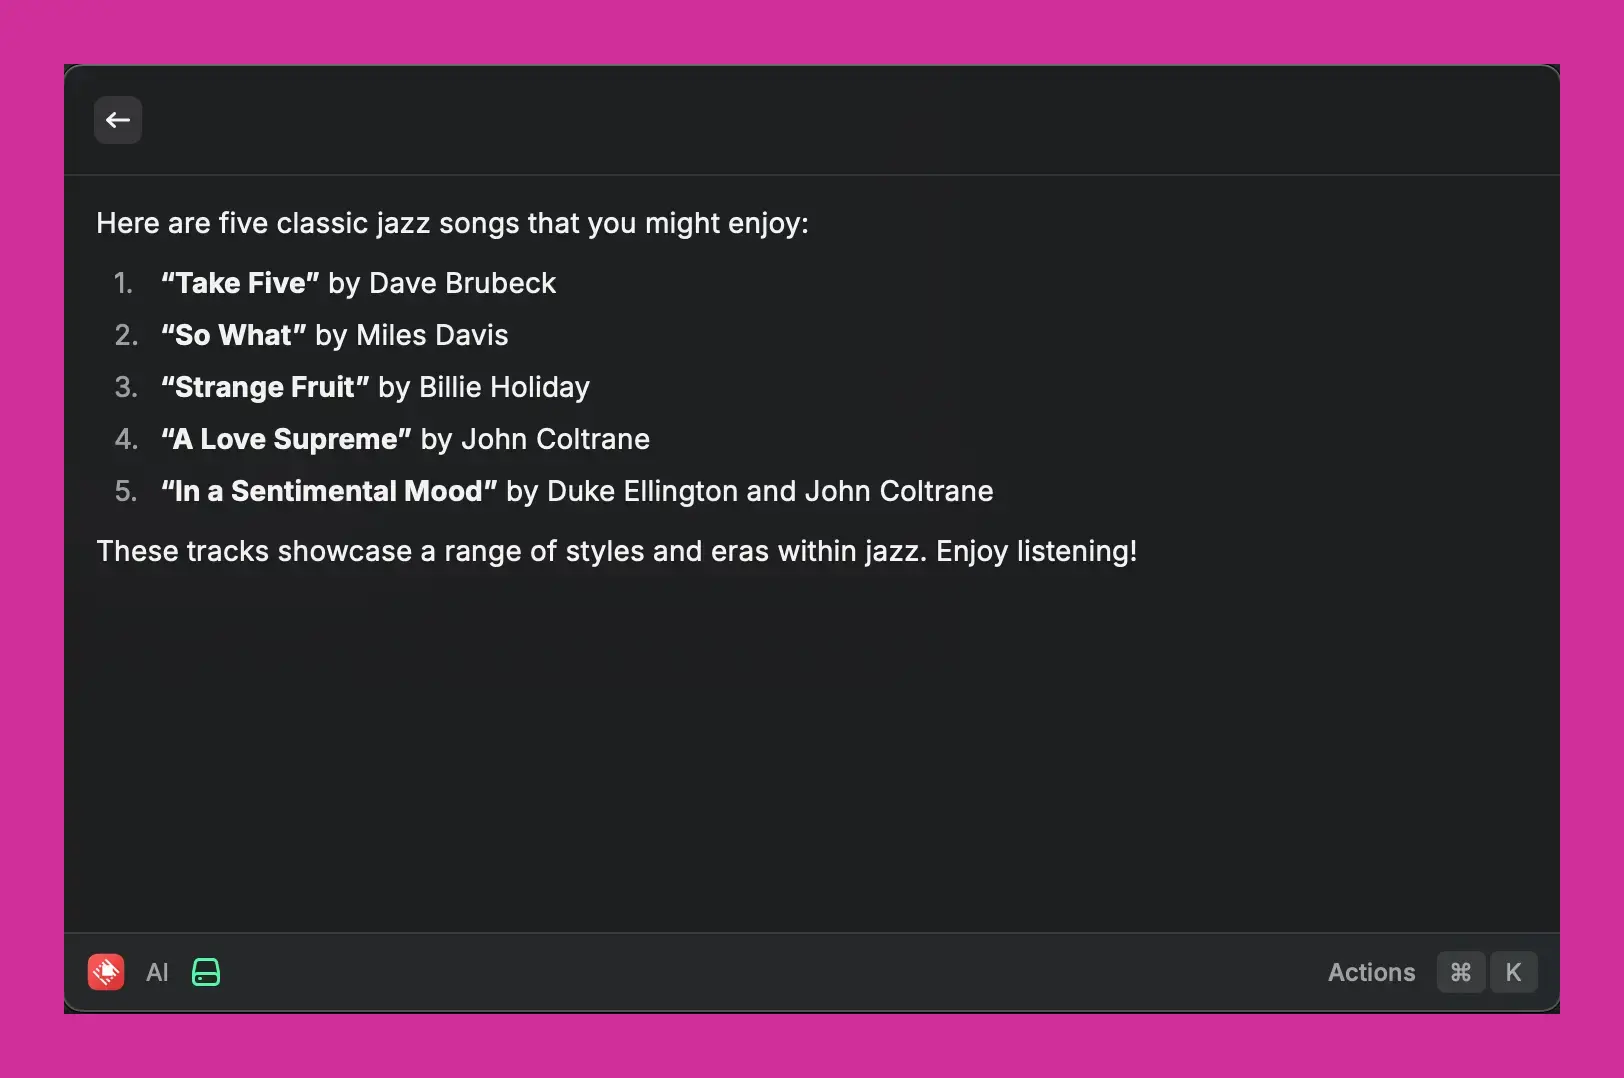 Here are five classic jazz songs that you might enjoy:
1. “Take Five” by Dave Brubeck
2. “So What” by Miles Davis
3. “Strange Fruit” by Billie Holiday
4. “A Love Supreme” by John Coltrane
5. “In a Sentimental Mood” by Duke Ellington and John Coltrane
These tracks showcase a range of styles and eras within jazz. Enjoy listening!
AI Actions ⌘ K